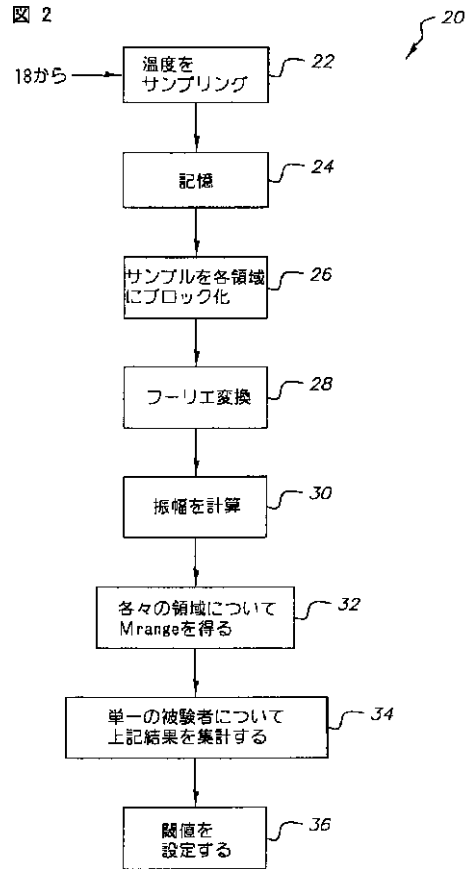 図 2
20
18から
温度を
サンプリング
22
記憶
24
サンプルを各領域
にブロック化
26
フーリエ変換
28
振幅を計算
30
各々の領域について
Mrangeを得る
32
単一の被験者について
上記結果を集計する
34
閾値を
設定する
36